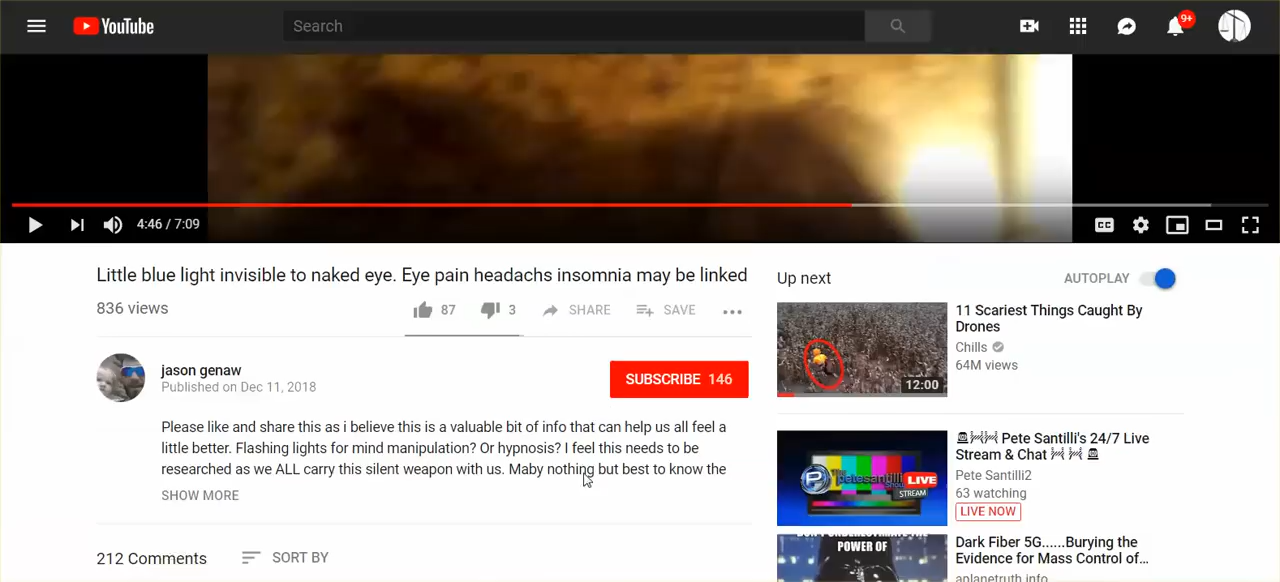 YouTube
Search
9+
4:46 / 7:09
CC
Little blue light invisible to naked eye. Eye pain headachs insomnia may be linked
836 views
87
3
SHARE
SAVE
jason genaw
Published on Dec 11, 2018
SUBSCRIBE 146
Please like and share this as i believe this is a valuable bit of info that can help us all feel a
little better. Flashing lights for mind manipulation? Or hypnosis? I feel this needs to be
researched as we ALL carry this silent weapon with us. Maby nothing but best to know the
SHOW MORE
212 Comments
SORT BY
Up next
AUTOPLAY
12:00
11 Scariest Things Caught By
Drones
Chills
64M views
petesantilli
LIVE
STREAM
Pete Santilli's 24/7 Live
Stream & Chat
Pete Santilli2
63 watching
LIVE NOW
POWER OF
Dark Fiber 5G......Burying the
Evidence for Mass Control of...
aplanetruth.info